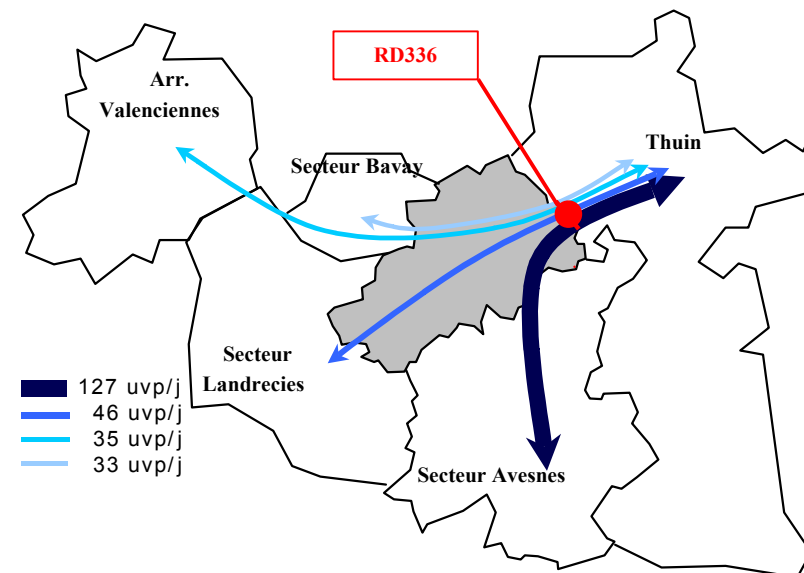 RD336
Arr.
Valenciennes
Thuin
Secteur Bavay
Secteur
Landrecies
127 uvp/j
46 uvp/j
35 uvp/j
33 uvp/j
Secteur Avesnes